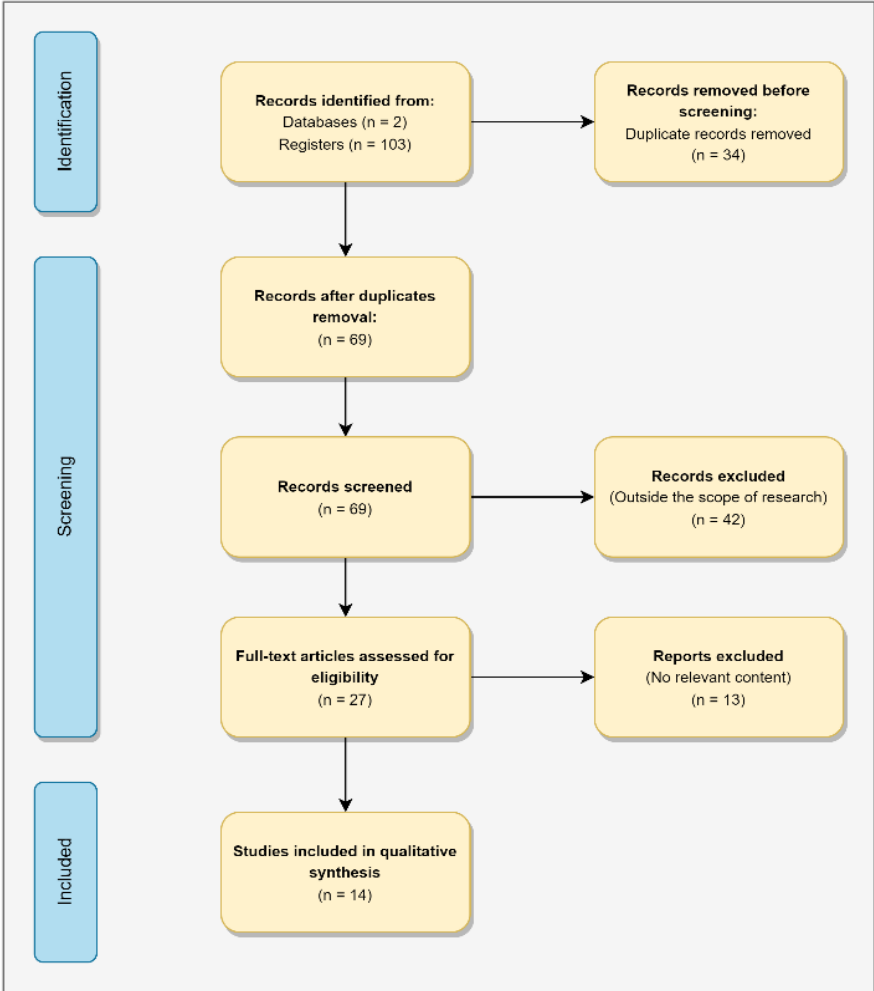 Identification
Records identified from:
Databases (n = 2)
Registers (n = 103)
Records removed before
screening:
Duplicate records removed
(n = 34)
Screening
Records after duplicates
removal:
(n = 69)
Records screened
(n = 69)
Records excluded
(Outside the scope of research)
(n = 42)
Full-text articles assessed for
eligibility
(n = 27)
Reports excluded
(No relevant content)
(n = 13)
Included
Studies included in qualitative
synthesis
(n = 14)